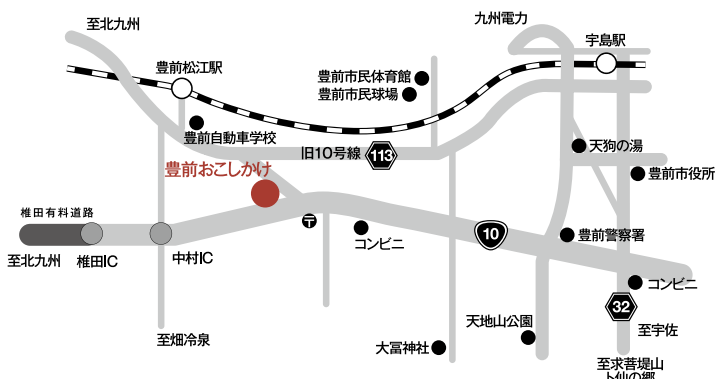 至北九州
九州電力
宇島駅
豊前松江駅
豊前市民体育館
豊前市民球場
豊前自動車学校
旧10号線
113
天狗の湯
豊前おこしかけ
豊前市役所
椎田有料道路
〒
コンビニ
10
豊前警察署
至北九州
椎田IC
中村IC
コンビニ
32
天地山公園
至宇佐
至畑冷泉
大冨神社
至求菩提山
卜仙の郷